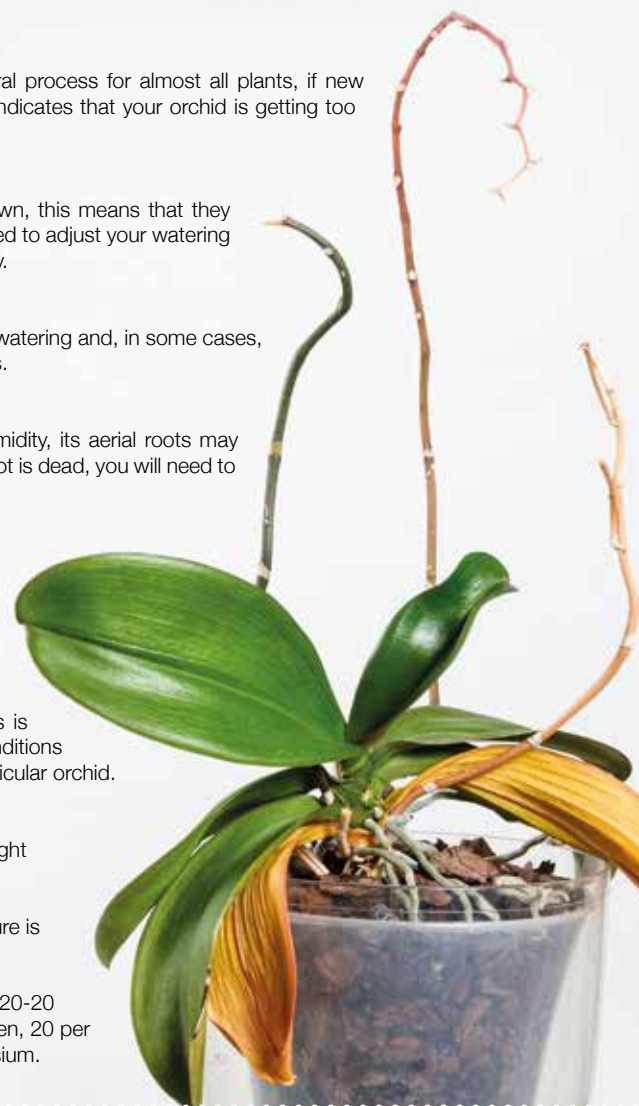 ral process for almost all plants, if new
ndicates that your orchid is getting too
wn, this means that they
ed to adjust your watering
y.
watering and, in some cases,
s.
midity, its aerial roots may
ot is dead, you will need to
s is
nditions
icular orchid.
ght
ure is
20-20
en, 20 per
sium.